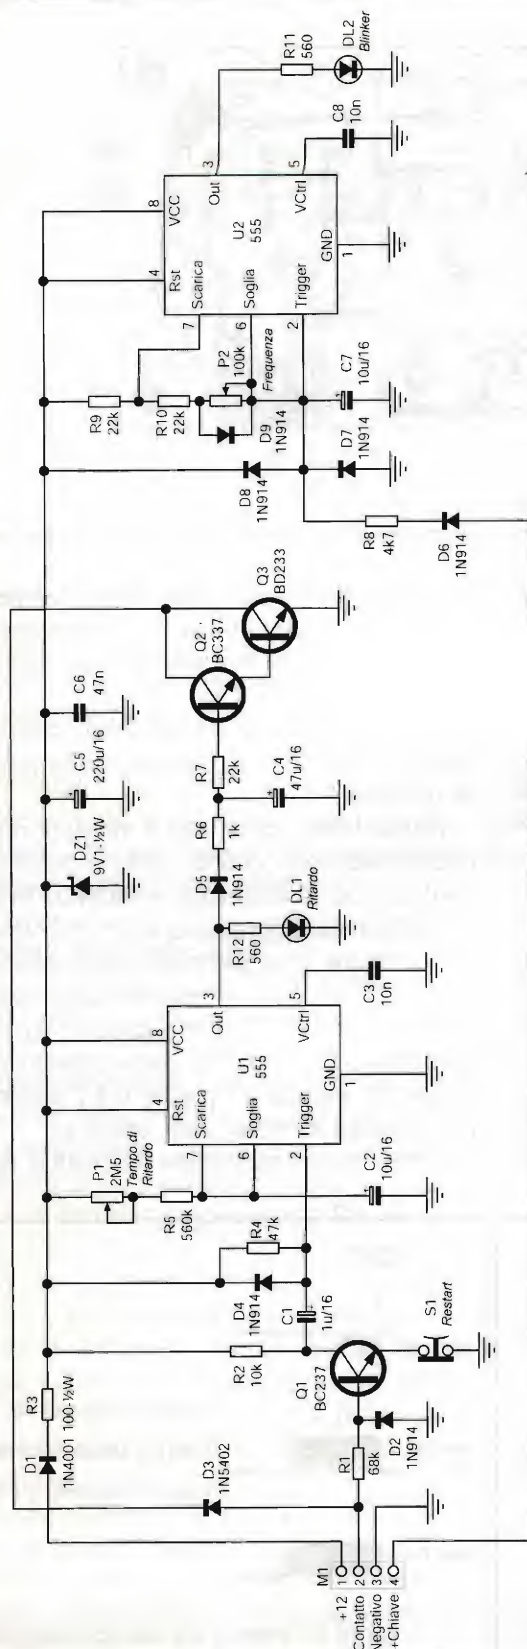 M1
+12 1
Contatto 2
Negativo 3
+Chiave 4
D1
1N4001
R3
100-½W
D3
1N5402
R1
68k
D2
1N914
Q1
BC237
S1
Restart
R2
10k
C1
1u/16
+
D4
1N914
R4
47k
P1
2M5
Tempo di
Ritardo
R5
560k
C2
10u/16
+
4
Rst
8
VCC
7
Scarica
6
Soglia
2
Trigger
U1
555
3
Out
5
VCtrl
GND
1
C3
10n
R12
560
DL1
Ritardo
D5
1N914
R6
1k
C4
47u/16
+
R7
22k
Q2
BC337
Q3
BD233
DZ1
9V1-½W
C5
220u/16
+
C6
47n
D8
1N914
R8
4k7
D6
1N914
D7
1N914
C7
10u/16
+
R9
22k
R10
22k
D9
1N914
P2
100k
Frequenza
4
Rst
8
VCC
7
Scarica
6
Soglia
2
Trigger
U2
555
3
Out
5
VCtrl
GND
1
C8
10n
R11
560
DL2
Blinker